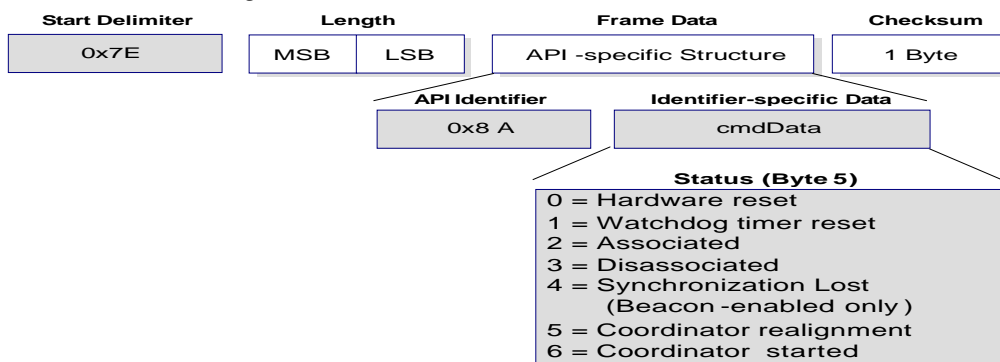 Start Delimiter Length Frame Data Checksum
0x7E MSB LSB API -specific Structure 1 Byte
API Identifier Identifier-specific Data
0x8 A cmdData
Status (Byte 5)
0 = Hardware reset
1 = Watchdog timer reset
2 = Associated
3 = Disassociated
4 = Synchronization Lost
(Beacon -enabled only )
5 = Coordinator realignment
6 = Coordinator started